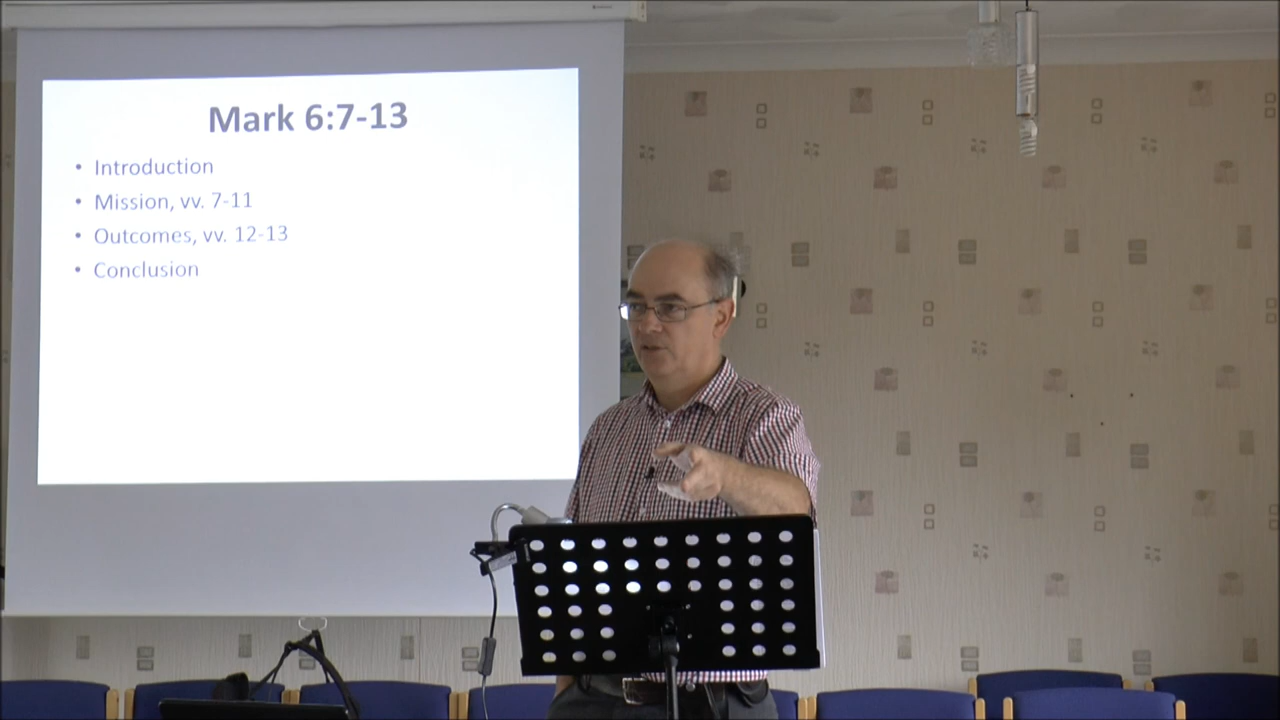 Mark 6:7-13
• Introduction
• Mission, vv. 7-11
• Outcomes, vv. 12-13
• Conclusion